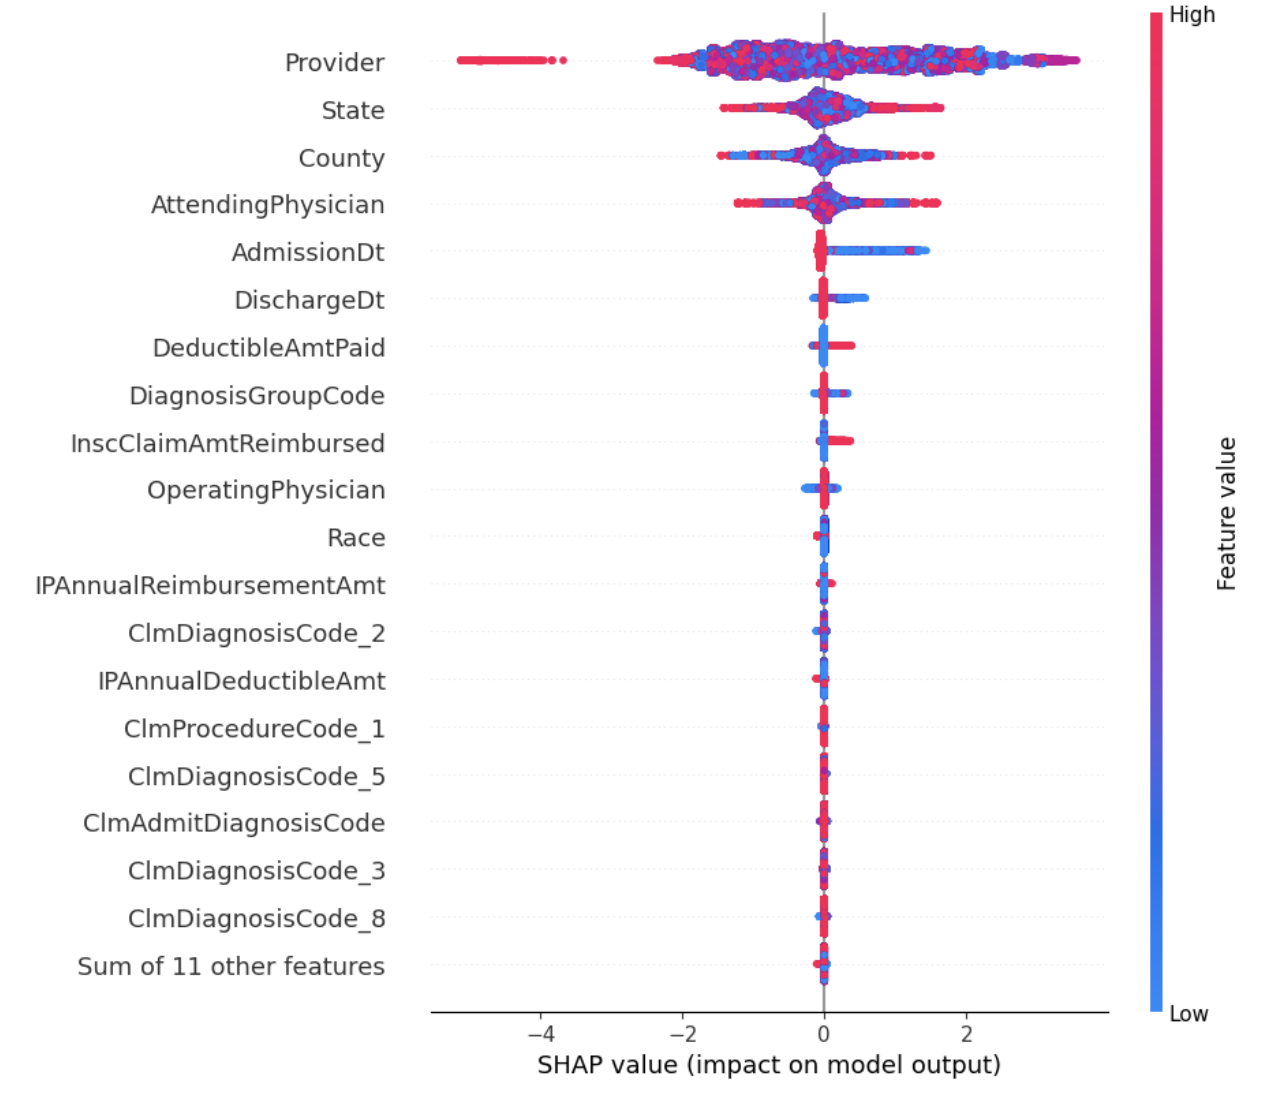 High
Provider
State
County
AttendingPhysician
AdmissionDt
DischargeDt
DeductibleAmtPaid
DiagnosisGroupCode
InscClaimAmtReimbursed
OperatingPhysician
Race
IPAnnualReimbursementAmt
ClmDiagnosisCode_2
IPAnnualDeductibleAmt
ClmProcedureCode_1
ClmDiagnosisCode_5
ClmAdmitDiagnosisCode
ClmDiagnosisCode_3
ClmDiagnosisCode_8
Sum of 11 other features
Feature value
Low
−4 −2 0 2
SHAP value (impact on model output)